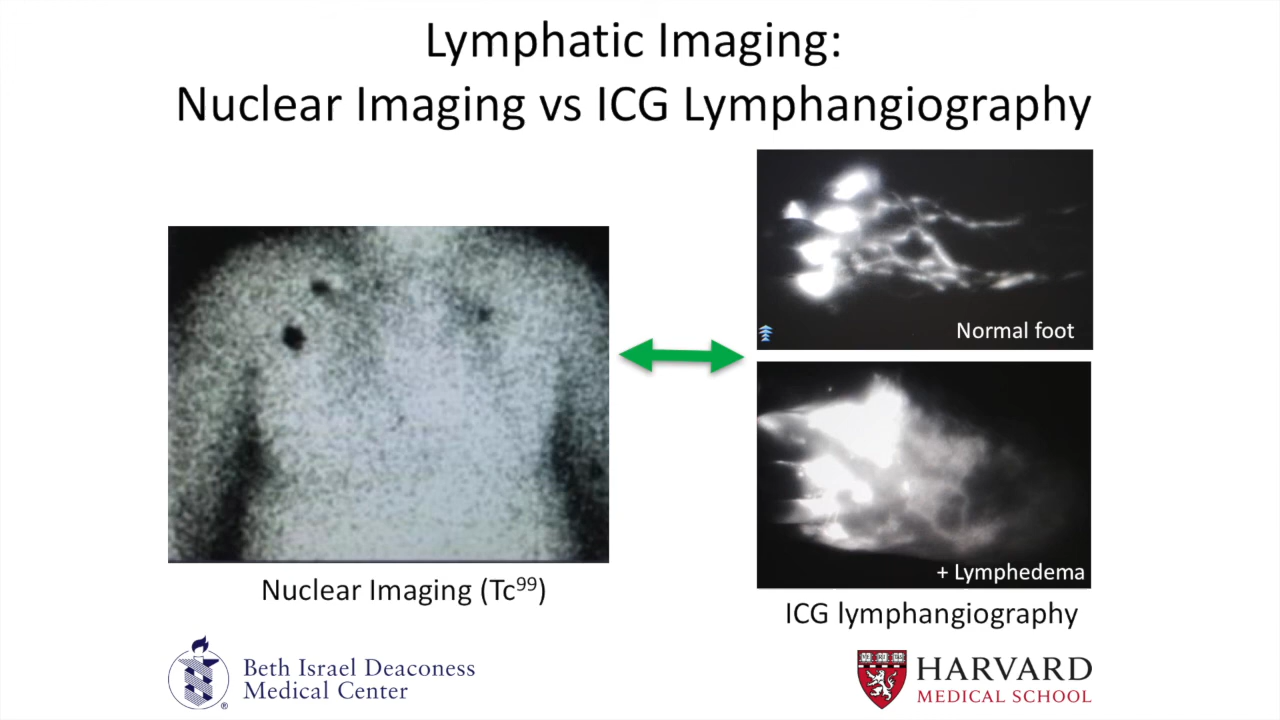 Lymphatic Imaging:
Nuclear Imaging vs ICG Lymphangiography
Normal foot
+ Lymphedema
Nuclear Imaging (Tc⁹⁹)
ICG lymphangiography
Beth Israel Deaconess
Medical Center
®
HARVARD
MEDICAL SCHOOL